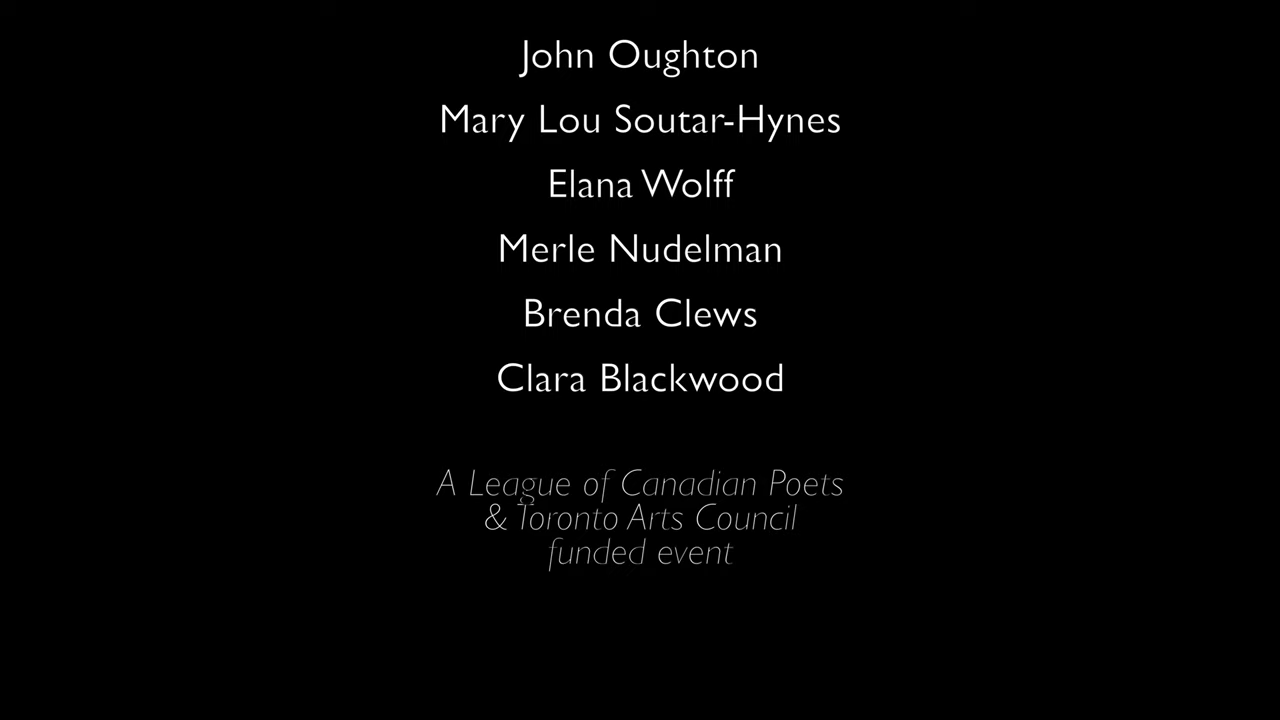 John Oughton
Mary Lou Soutar-Hynes
Elana Wolff
Merle Nudelman
Brenda Clews
Clara Blackwood
A League of Canadian Poets
& Toronto Arts Council
funded event